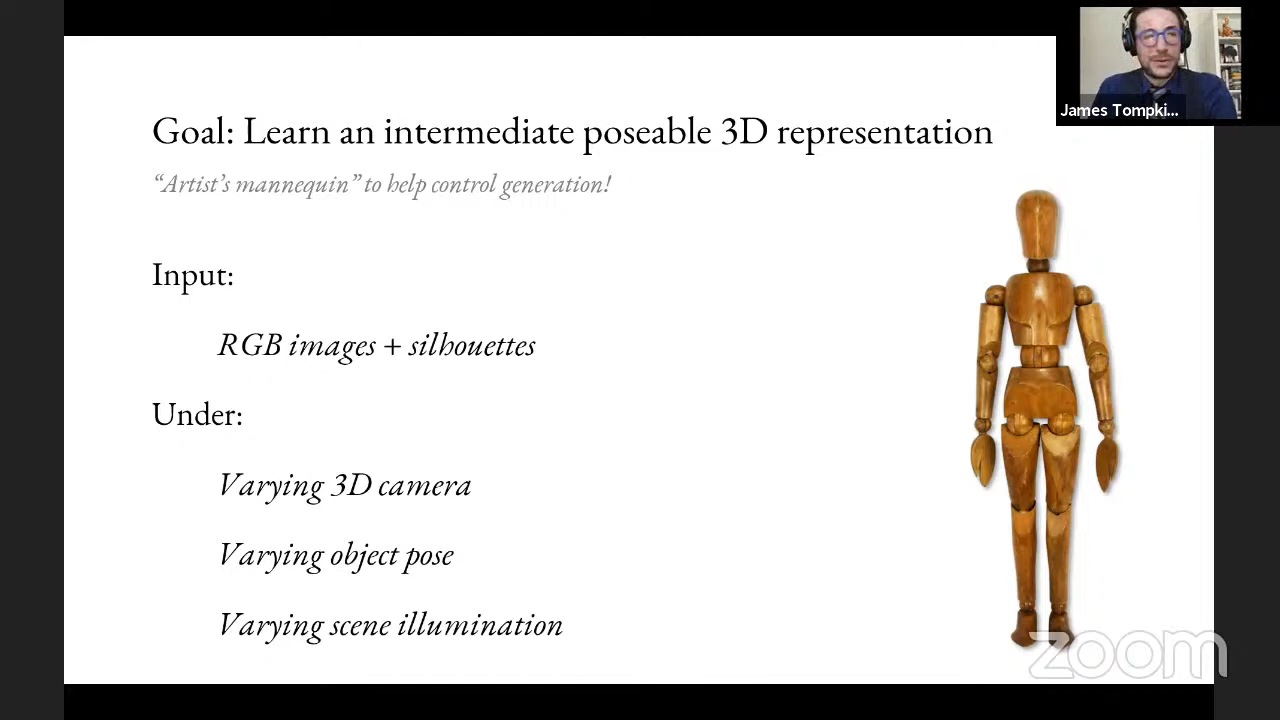 James Tompki...
Goal: Learn an intermediate poseable 3D representation
“Artist’s mannequin” to help control generation!
Input:
RGB images + silhouettes
Under:
Varying 3D camera
Varying object pose
Varying scene illumination
zoom